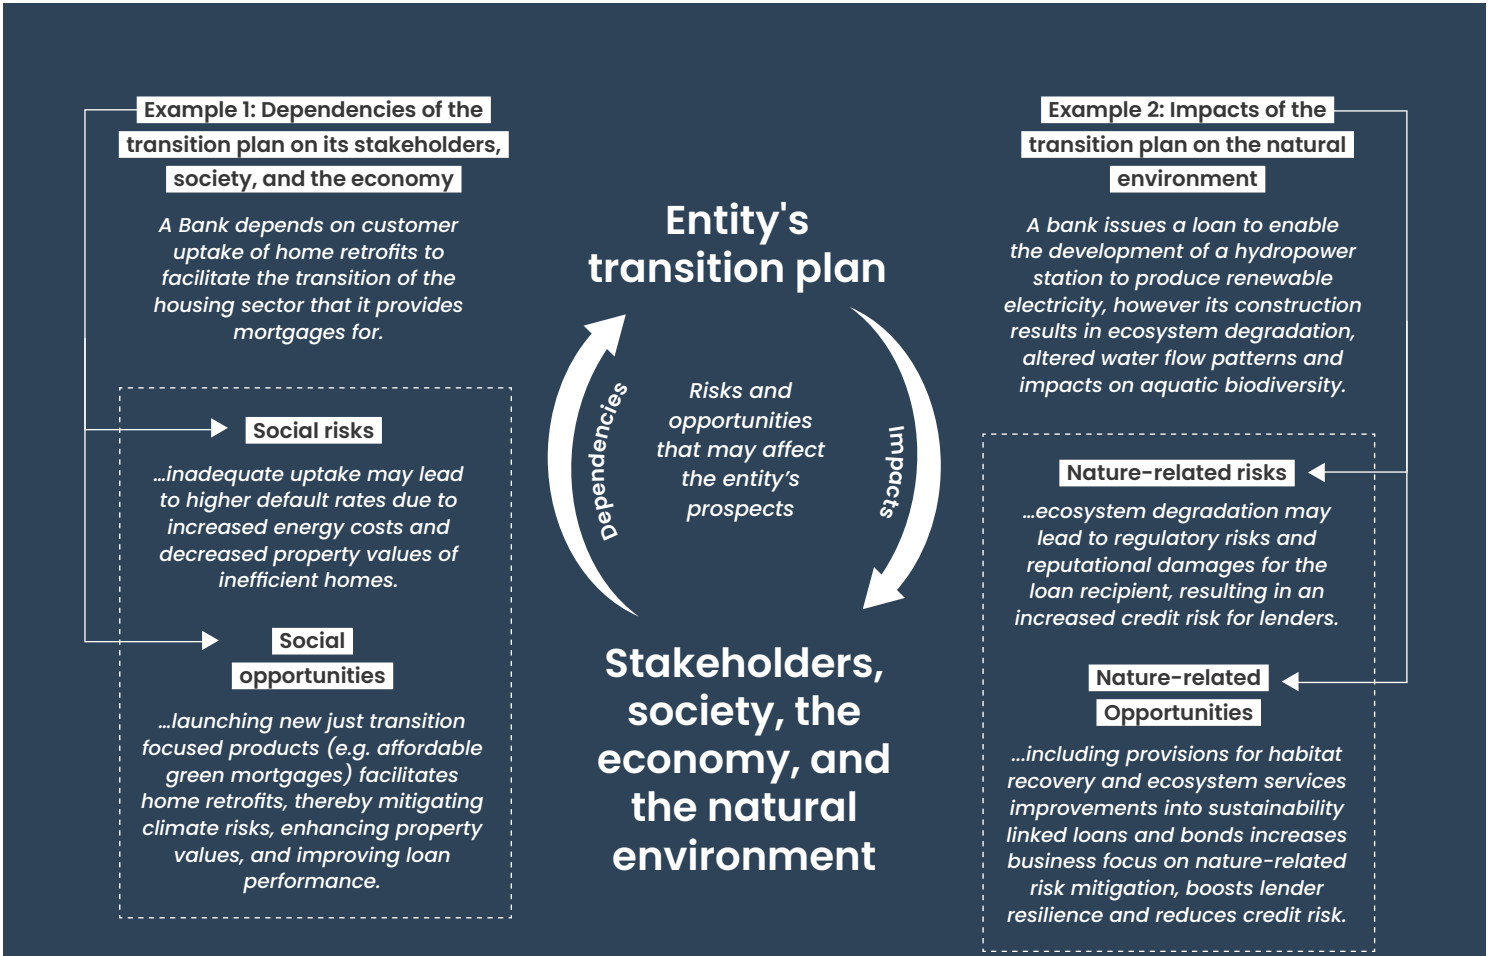 Example 1: Dependencies of the
transition plan on its stakeholders,
society, and the economy
A Bank depends on customer
uptake of home retrofits to
facilitate the transition of the
housing sector that it provides
mortgages for.
Social risks
...inadequate uptake may lead
to higher default rates due to
increased energy costs and
decreased property values of
inefficient homes.
Social
opportunities
...launching new just transition
focused products (e.g. affordable
green mortgages) facilitates
home retrofits, thereby mitigating
climate risks, enhancing property
values, and improving loan
performance.
Entity's
transition plan
Dependencies
Risks and
opportunities
that may affect
the entity’s
prospects
Impacts
Stakeholders,
society, the
economy, and
the natural
environment
Example 2: Impacts of the
transition plan on the natural
environment
A bank issues a loan to enable
the development of a hydropower
station to produce renewable
electricity, however its construction
results in ecosystem degradation,
altered water flow patterns and
impacts on aquatic biodiversity.
Nature-related risks
...ecosystem degradation may
lead to regulatory risks and
reputational damages for the
loan recipient, resulting in an
increased credit risk for lenders.
Nature-related
Opportunities
...including provisions for habitat
recovery and ecosystem services
improvements into sustainability
linked loans and bonds increases
business focus on nature-related
risk mitigation, boosts lender
resilience and reduces credit risk.